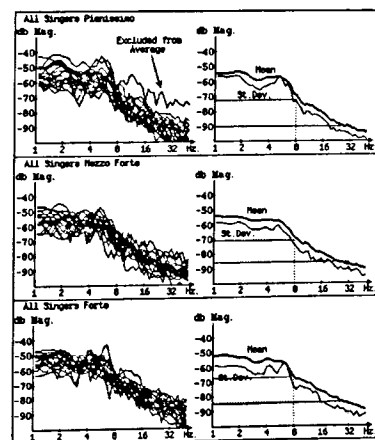 All Singers Pianissimo
db Mag. db Mag.
Excluded from
Average
-40 -40
-50 -50
Mean
-60 -60
-70 St.Dev. -70
-80 -80
-90 -90
1 2 4 8 16 32 Hz. 1 2 4 8 16 32 Hz.
All Singers Mezzo Forte
db Mag. db Mag.
-40 -40
-50 -50
Mean
-60 -60
St.Dev.
-70 -70
-80 -80
-90 -90
1 2 4 8 16 32 Hz. 1 2 4 8 16 32 Hz.
All Singers Forte
db Mag. db Mag.
-40 -40
-50 -50
Mean
-60 -60
-70 St.Dev. -70
-80 -80
-90 -90
1 2 4 8 16 32 Hz. 1 2 4 8 16 32 Hz.